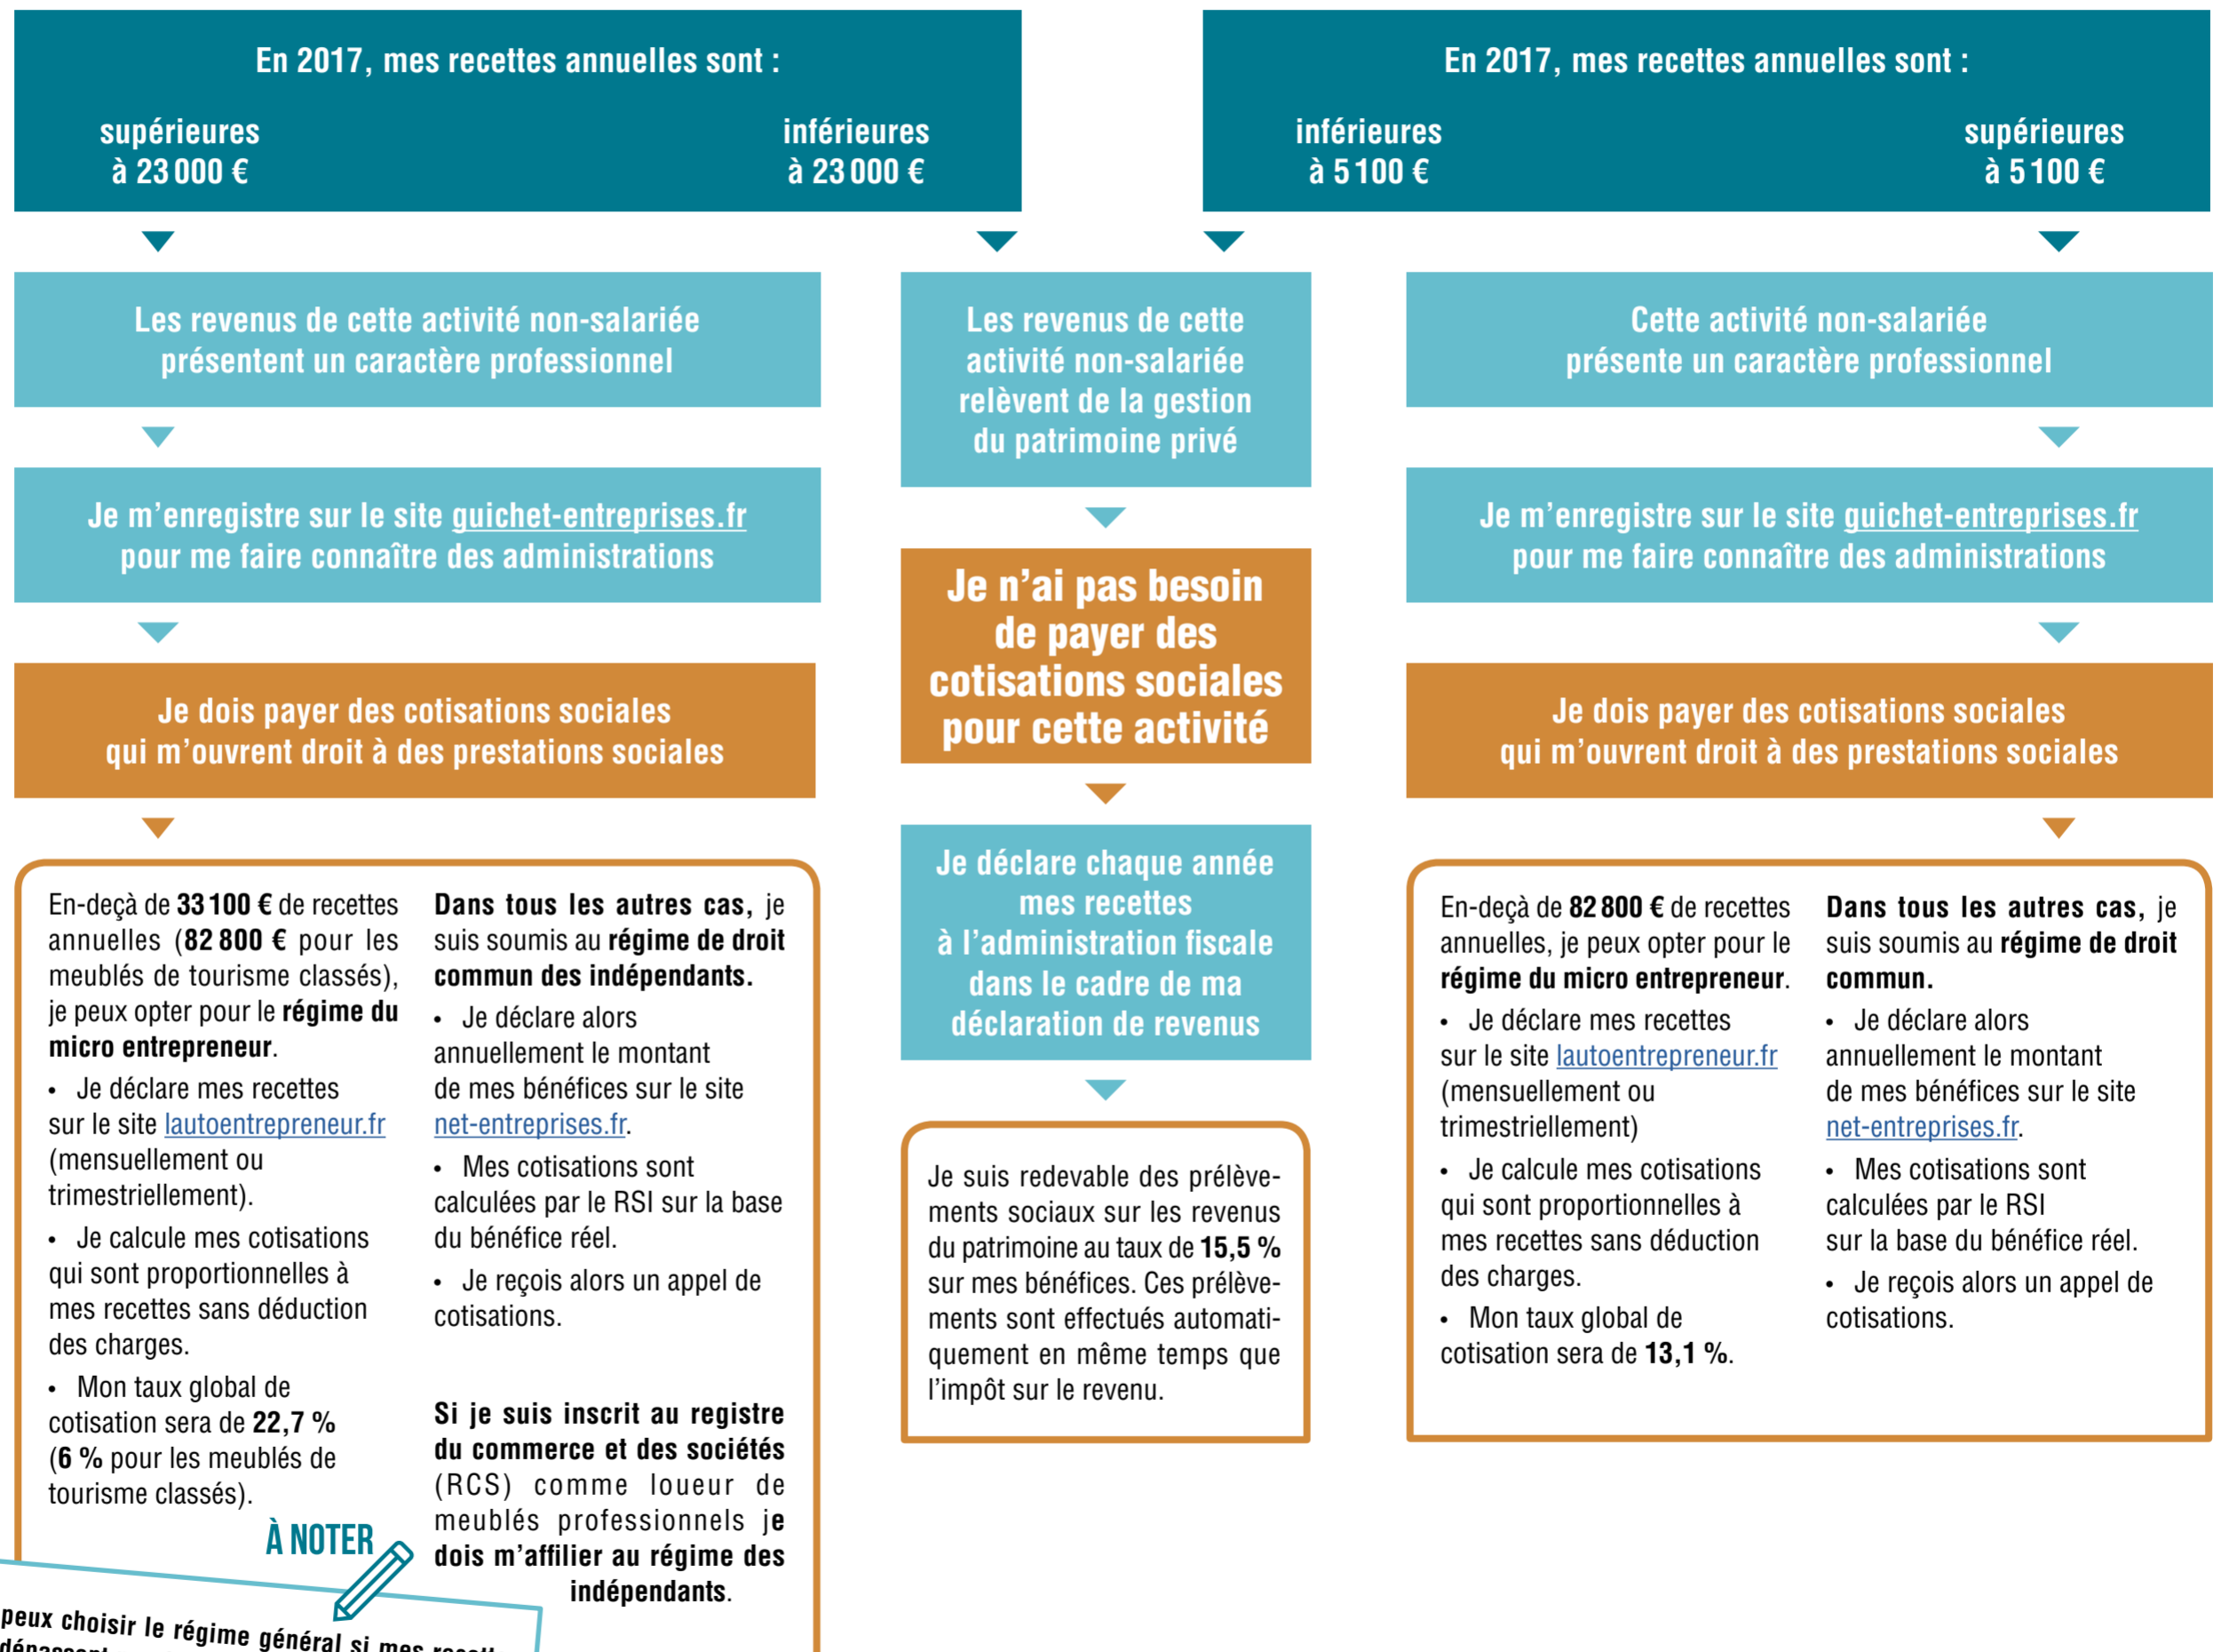 En 2017, mes recettes annuelles sont :
supérieures
à 23 000 €
inférieures
à 23 000 €
Les revenus de cette activité non-salariée
présentent un caractère professionnel
Je m’enregistre sur le site guichet-entreprises.fr
pour me faire connaître des administrations
Je dois payer des cotisations sociales
qui m’ouvrent droit à des prestations sociales
En-deçà de 33 100 € de recettes
annuelles (82 800 € pour les
meublés de tourisme classés),
je peux opter pour le régime du
micro entrepreneur.
• Je déclare mes recettes
sur le site lautoentrepreneur.fr
(mensuellement ou
trimestriellement).
• Je calcule mes cotisations
qui sont proportionnelles à
mes recettes sans déduction
des charges.
• Mon taux global de
cotisation sera de 22,7 %
(6 % pour les meublés de
tourisme classés).
Dans tous les autres cas, je
suis soumis au régime de droit
commun des indépendants.
• Je déclare alors
annuellement le montant
de mes bénéfices sur le site
net-entreprises.fr.
• Mes cotisations sont
calculées par le RSI sur la base
du bénéfice réel.
• Je reçois alors un appel de
cotisations.
Si je suis inscrit au registre
du commerce et des sociétés
(RCS) comme loueur de
meublés professionnels je
dois m’affilier au régime des
indépendants.
À NOTER
peux choisir le régime général si mes
En 2017, mes recettes annuelles sont :
inférieures
à 5 100 €
supérieures
à 5 100 €
Les revenus de cette
activité non-salariée
relèvent de la gestion
du patrimoine privé
Je n’ai pas besoin
de payer des
cotisations sociales
pour cette activité
Je déclare chaque année
mes recettes
à l’administration fiscale
dans le cadre de ma
déclaration de revenus
Je suis redevable des prélève-
ments sociaux sur les revenus
du patrimoine au taux de 15,5 %
sur mes bénéfices. Ces prélève-
ments sont effectués automati-
quement en même temps que
l’impôt sur le revenu.
Cette activité non-salariée
présente un caractère professionnel
Je m’enregistre sur le site guichet-entreprises.fr
pour me faire connaître des administrations
Je dois payer des cotisations sociales
qui m’ouvrent droit à des prestations sociales
En-deçà de 82 800 € de recettes
annuelles, je peux opter pour le
régime du micro entrepreneur.
• Je déclare mes recettes
sur le site lautoentrepreneur.fr
(mensuellement ou
trimestriellement)
• Je calcule mes cotisations
qui sont proportionnelles à
mes recettes sans déduction
des charges.
• Mon taux global de
cotisation sera de 13,1 %.
Dans tous les autres cas, je
suis soumis au régime de droit
commun.
• Je déclare alors
annuellement le montant
de mes bénéfices sur le site
net-entreprises.fr.
• Mes cotisations sont
calculées par le RSI
sur la base du bénéfice réel.
• Je reçois alors un appel de
cotisations.